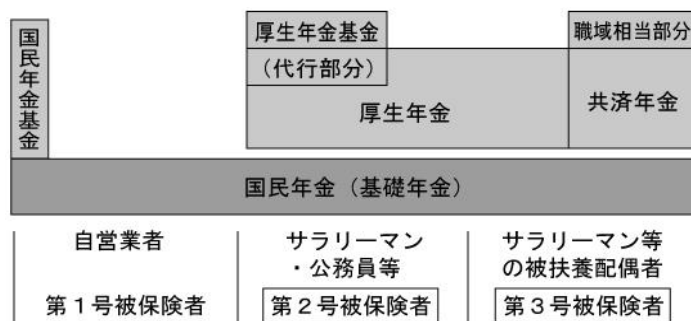 国民年金基金
厚生年金基金
(代行部分)
厚生年金
職域相当部分
共済年金
国民年金(基礎年金)
自営業者
第1号被保険者
サラリーマン
・公務員等
第2号被保険者
サラリーマン等
の被扶養配偶者
第3号被保険者